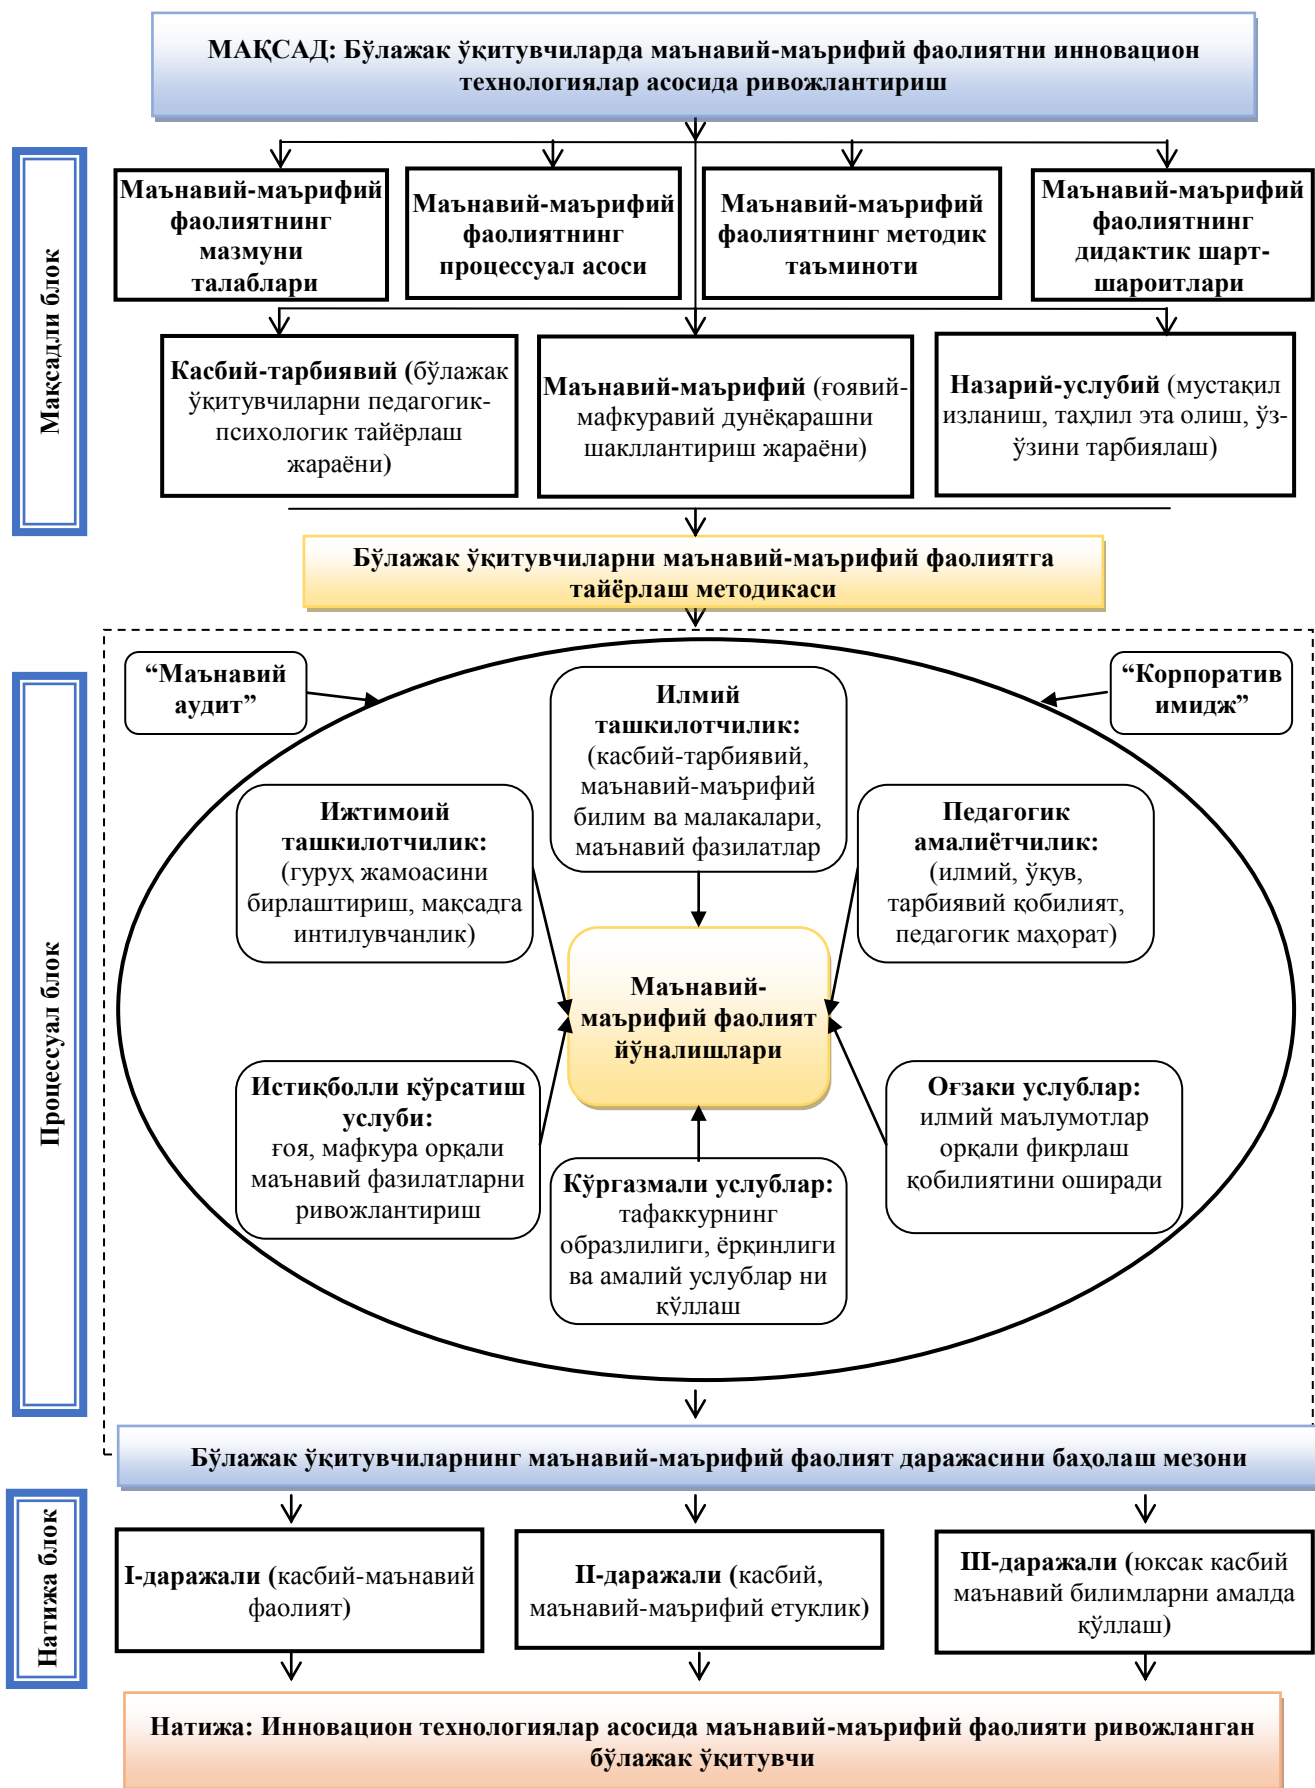 МАҚСАД: Бўлажак ўқитувчиларда маънавий-маърифий фаолиятни инновацион
технологиялар асосида ривожлантириш
Мақсадли блок
Маънавий-маърифий
фаолиятнинг
мазмуни
талаблари
Маънавий-маърифий
фаолиятнинг
процессуал асоси
Маънавий-маърифий
фаолиятнинг методик
таъминоти
Маънавий-маърифий
фаолиятнинг
дидактик шарт-
шароитлари
Касбий-тарбиявий (бўлажак
ўқитувчиларни педагогик-
психологик тайёрлаш
жараёни)
Маънавий-маърифий (ғоявий-
мафкуравий дунёқарашни
шакллантириш жараёни)
Назарий-услубий (мустақил
изланиш, таҳлил эта олиш, ўз-
ўзини тарбиялаш)
Бўлажак ўқитувчиларни маънавий-маърифий фаолиятга
тайёрлаш методикаси
Процессуал блок
“Маънавий
аудит”
“Корпоратив
имидж”
Илмий
ташкилотчилик:
(касбий-тарбиявий,
маънавий-маърифий
билим ва малакалари,
маънавий фазилатлар
Ижтимоий
ташкилотчилик:
(гуруҳ жамоасини
бирлаштириш, мақсадга
интилувчанлик)
Педагогик
амалиётчилик:
(илмий, ўқув,
тарбиявий қобилият,
педагогик маҳорат)
Маънавий-
маърифий фаолият
йўналишлари
Истиқболли кўрсатиш
услуби:
ғоя, мафкура орқали
маънавий фазилатларни
ривожлантириш
Кўргазмали услублар:
тафаккурнинг
образлилиги, ёрқинлиги
ва амалий услублар ни
қўллаш
Оғзаки услублар:
илмий маълумотлар
орқали фикрлаш
қобилиятини оширади
Бўлажак ўқитувчиларнинг маънавий-маърифий фаолият даражасини баҳолаш мезони
Натижа блок
I-даражали (касбий-маънавий
фаолият)
II-даражали (касбий,
маънавий-маърифий етуклик)
III-даражали (юксак касбий
маънавий билимларни амалда
қўллаш)
Натижа: Инновацион технологиялар асосида маънавий-маърифий фаолияти ривожланган
бўлажак ўқитувчи